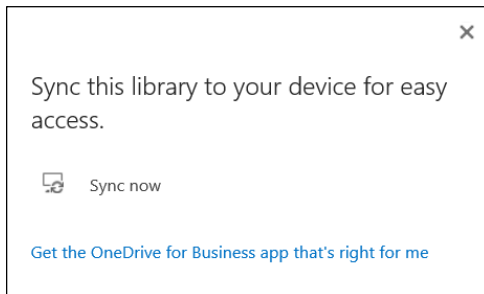 Sync this library to your device for easy
access.
Sync now
Get the OneDrive for Business app that's right for me